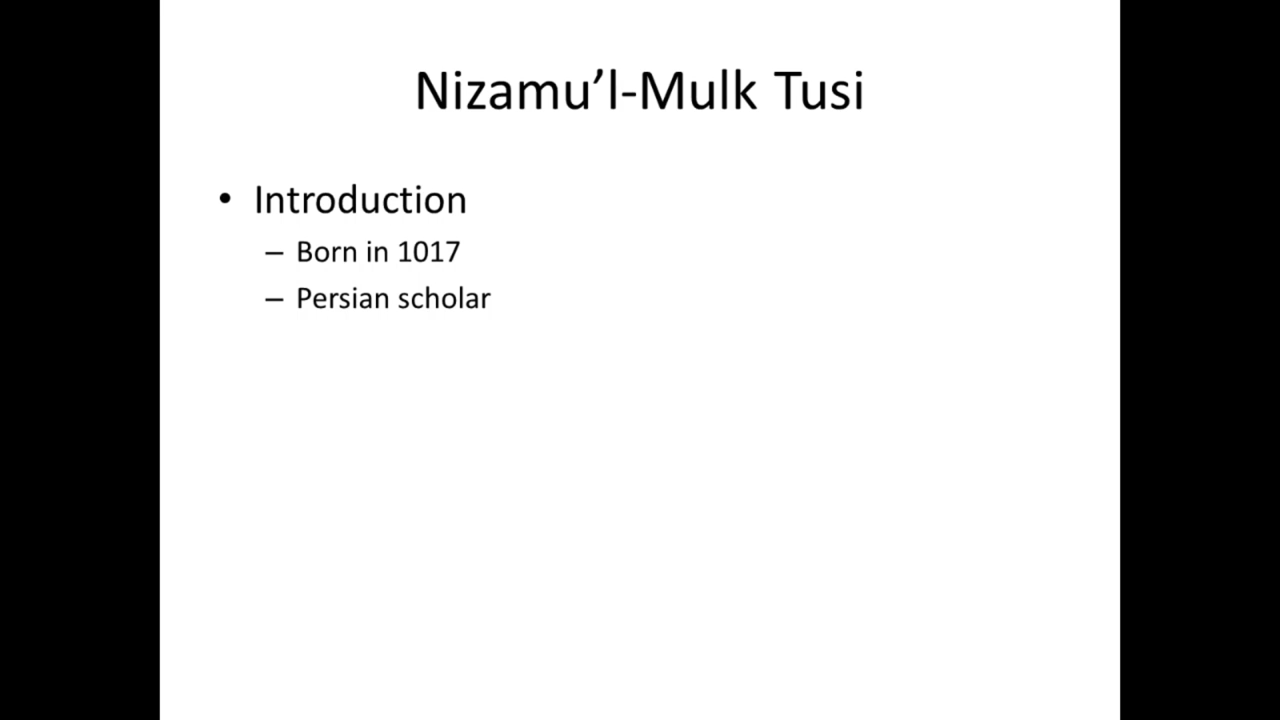 Nizamu’l-Mulk Tusi
• Introduction
– Born in 1017
– Persian scholar